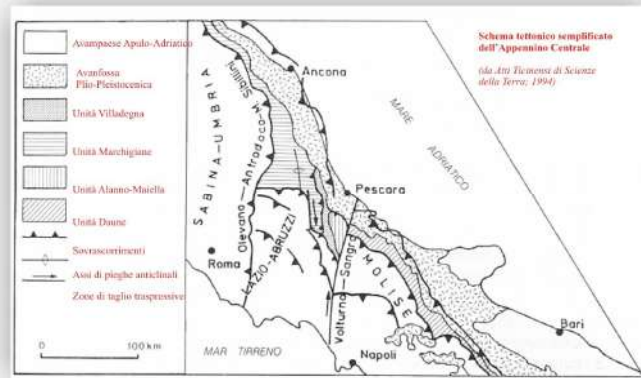 Schema tettonico semplificato
dell'Appennino Centrale
(da Atti Ticinensi di Scienze
della Terra; 1994)
Avampaese Apulo-Adriatico
Avanfossa
Plio-Pleistocenica
Unità Villadegna
Unità Marchigiane
Unità Alanno-Maiella
Unità Daune
Sovrascorrimenti
Assi di pieghe anticlinali
Zone di taglio traspressive
0 100 km
Ancona
M. Sibillini
MARE ADRIATICO
SABINA-UMBRIA
Olevano-Antrodoco
Pescara
Roma
LAZIO-ABRUZZI
Volturno-Sangro
MOLISE
Bari
MAR TIRRENO
Napoli